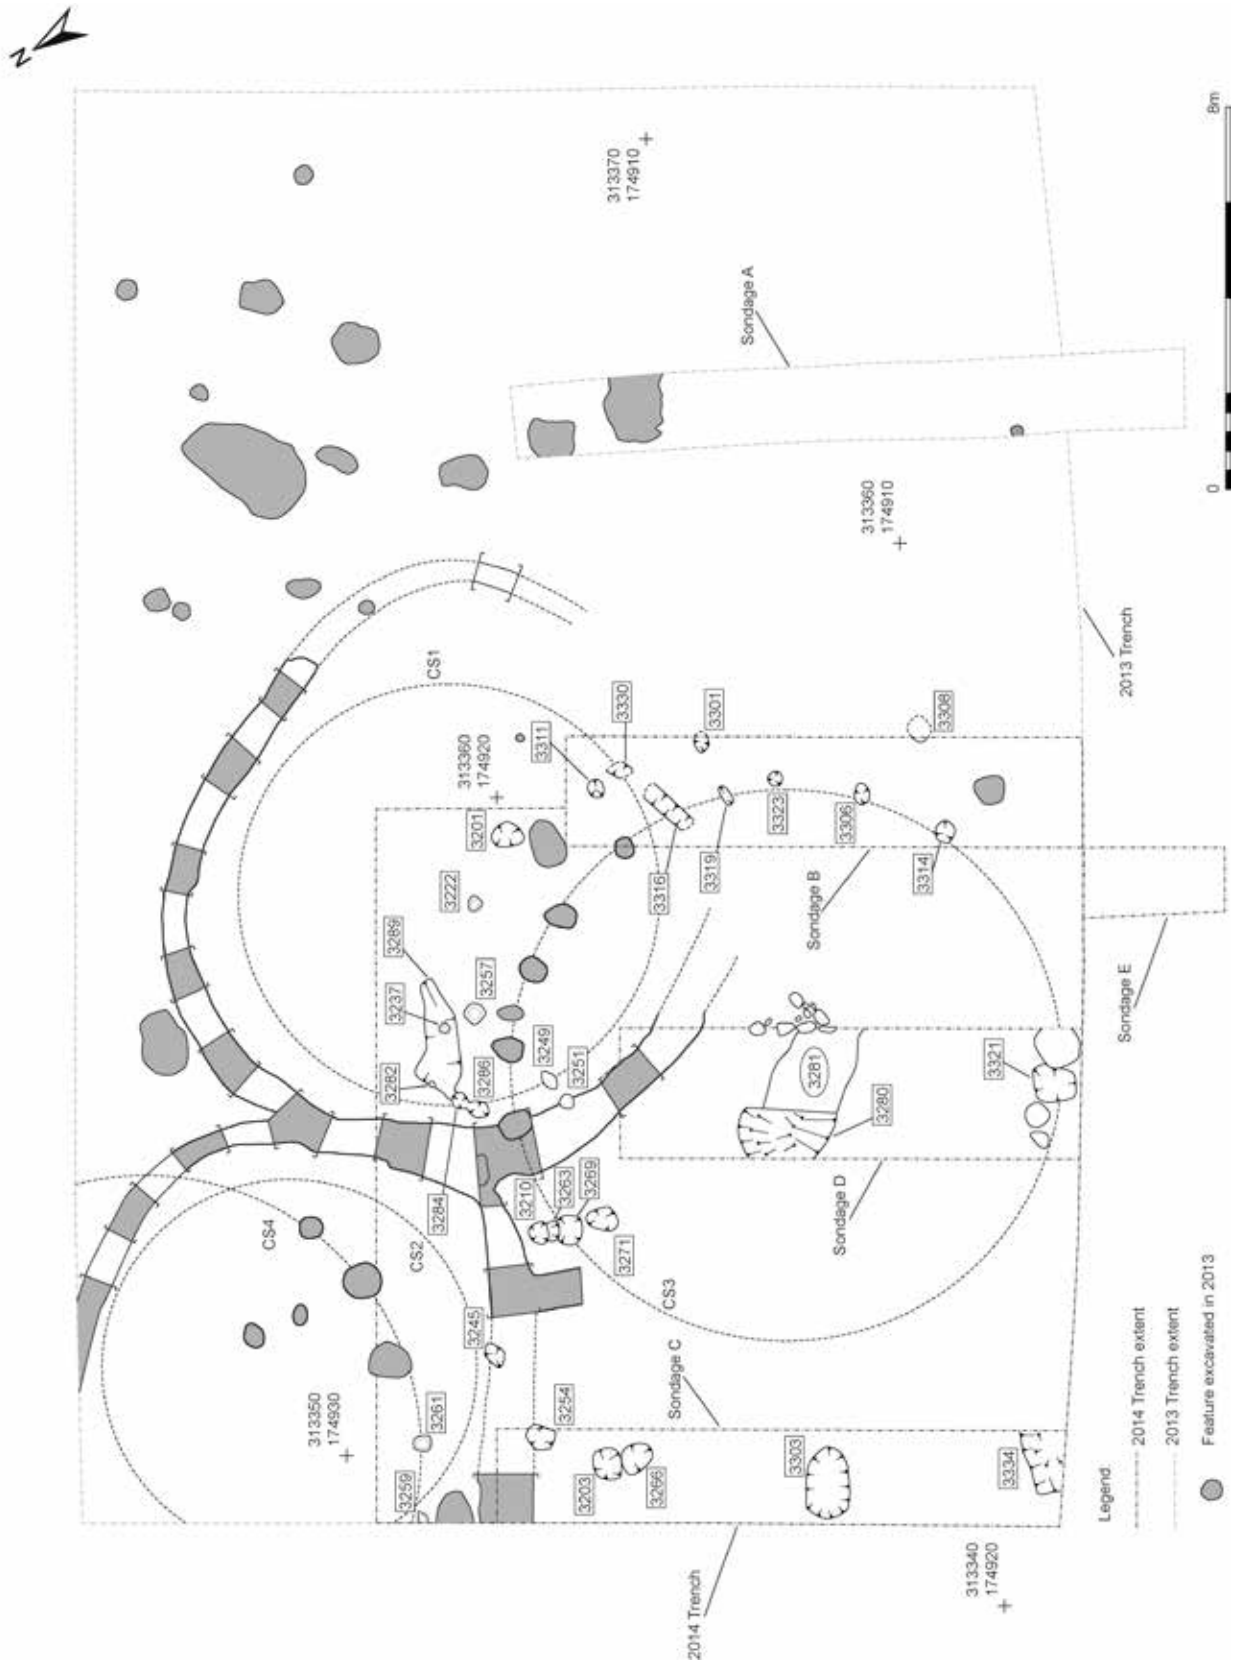 N
313370
174910
Sondage A
8m
0
313360
174910
2013 Trench
CS1
3330
3301
3308
3311
313360
174920
3201
3222
3289
3237
3257
3282
3286
3249
3251
3316
3319
3323
3306
3314
Sondage B
Sondage E
3281
3280
3321
Sondage D
3284
3210
3263
3269
3271
CS4
CS2
CS3
3245
Sondage C
3254
3261
313350
174930
3259
3203
3266
3303
3334
2014 Trench
313340
174920
Legend
2014 Trench extent
2013 Trench extent
Feature excavated in 2013